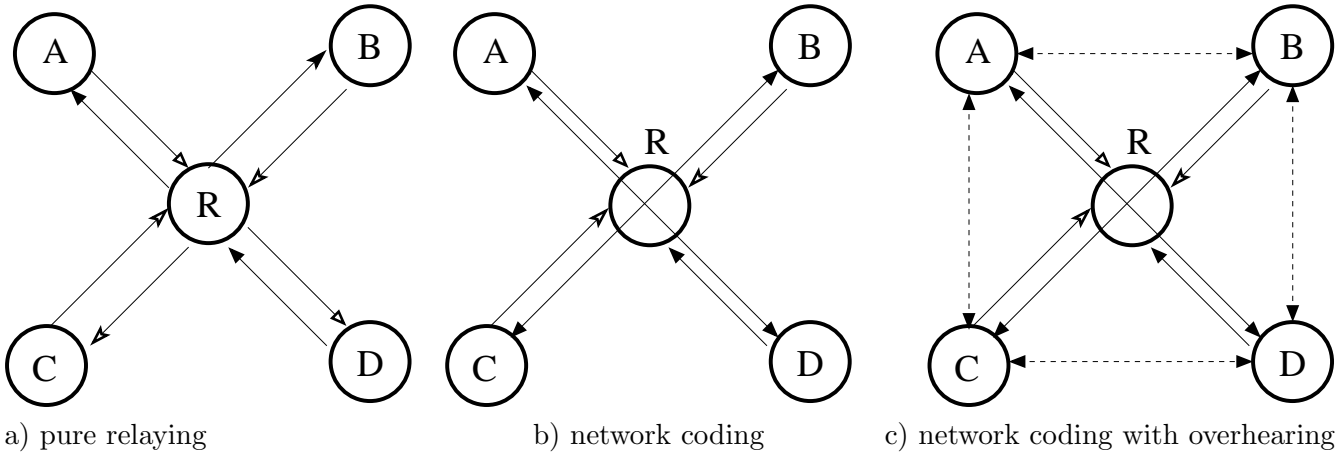 A B A B A B
R R R
C D C D C D
a) pure relaying b) network coding c) network coding with overhearing